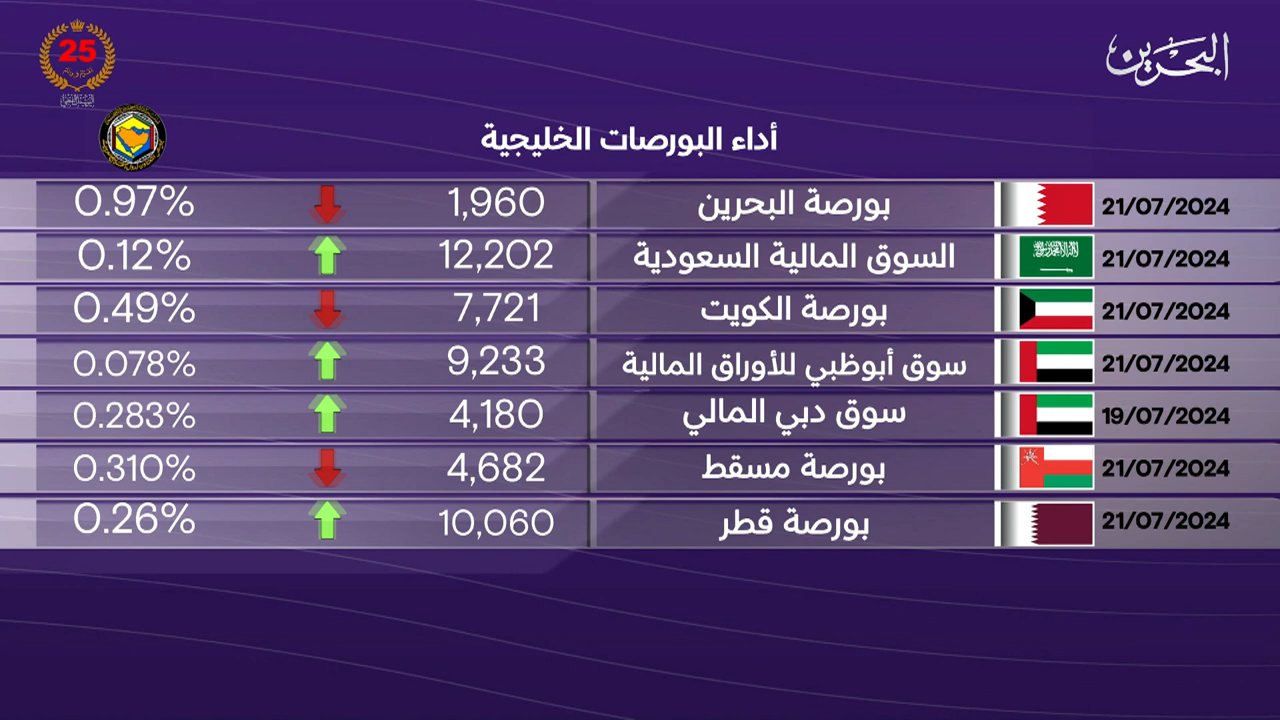 البحرين
25
أداء البورصات الخليجية
21/07/2024 بورصة البحرين 1,960 0.97%
21/07/2024 السوق المالية السعودية 12,202 0.12%
21/07/2024 بورصة الكويت 7,721 0.49%
21/07/2024 سوق أبوظبي للأوراق المالية 9,233 0.078%
19/07/2024 سوق دبي المالي 4,180 0.283%
21/07/2024 بورصة مسقط 4,682 0.310%
21/07/2024 بورصة قطر 10,060 0.26%